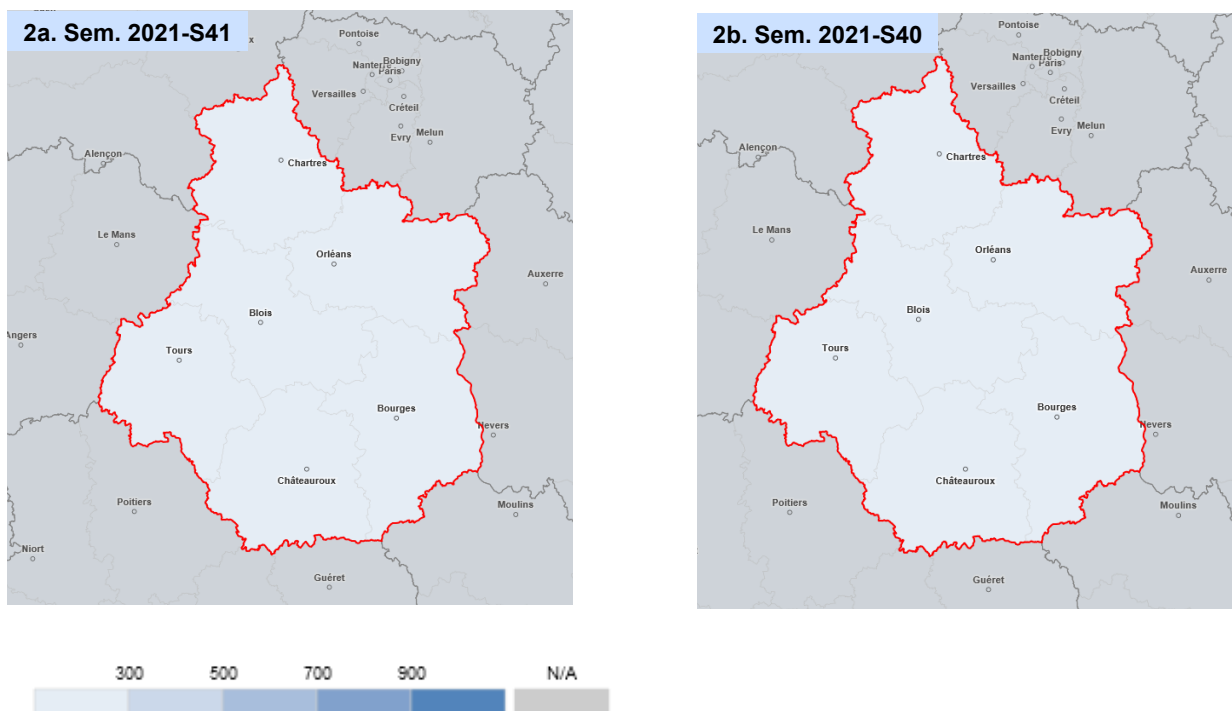 2a. Sem. 2021-S41
Pontoise
Nanterre
Bobigny
Paris
Versailles
Créteil
Evry
Melun
Alençon
Chartres
Le Mans
Orléans
Auxerre
Blois
Angers
Tours
Bourges
Nevers
Châteauroux
Poitiers
Moulins
Niort
Guéret
2b. Sem. 2021-S40
Pontoise
Nanterre
Bobigny
Paris
Versailles
Créteil
Evry
Melun
Alençon
Chartres
Le Mans
Orléans
Auxerre
Blois
Tours
Bourges
Nevers
Châteauroux
Poitiers
Moulins
Guéret
300 500 700 900 N/A